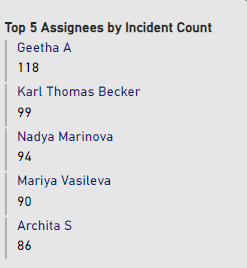 Top 5 Assignees by Incident Count
Geetha A
118
Karl Thomas Becker
99
Nadya Marinova
94
Mariya Vasileva
90
Archita S
86